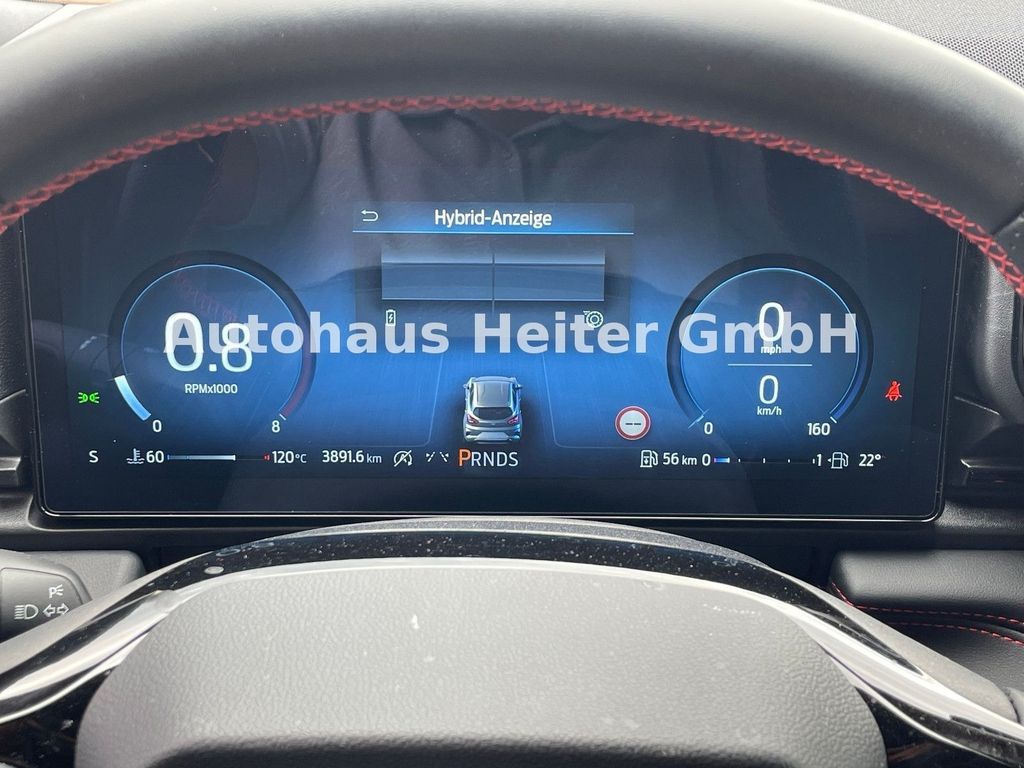 Hybrid-Anzeige
Autohaus Heiter GmbH
0.8
RPMx1000
0 8
0
mph
0
km/h
0 160
S 60 120°C 3891.6 km PRNDS 56 km 0 1 22°